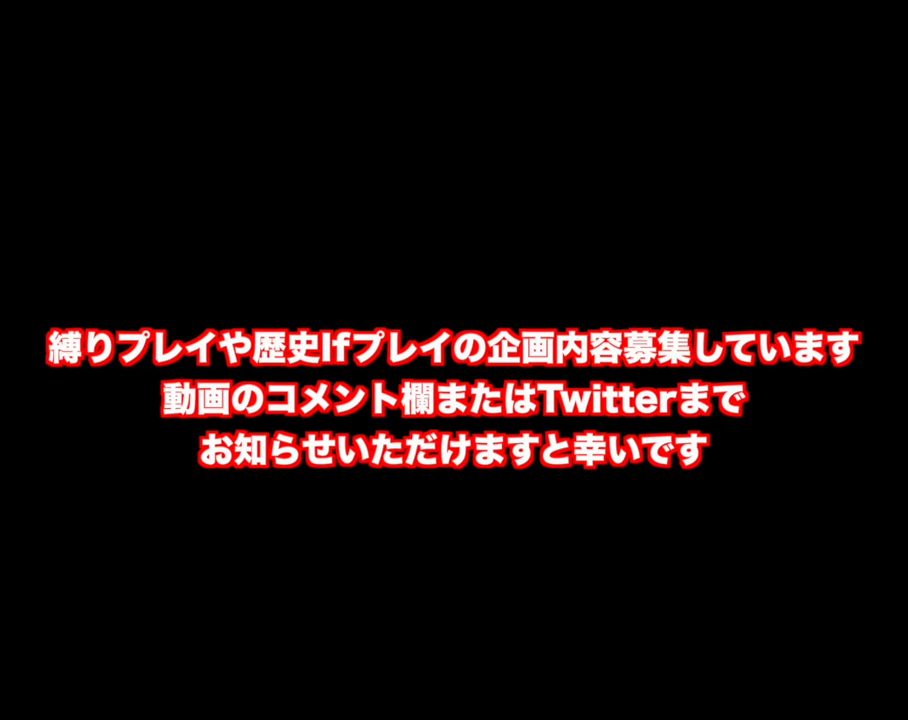 縛りプレイや歴史Ifプレイの企画内容募集しています
動画のコメント欄またはTwitterまで
お知らせいただけますと幸いです